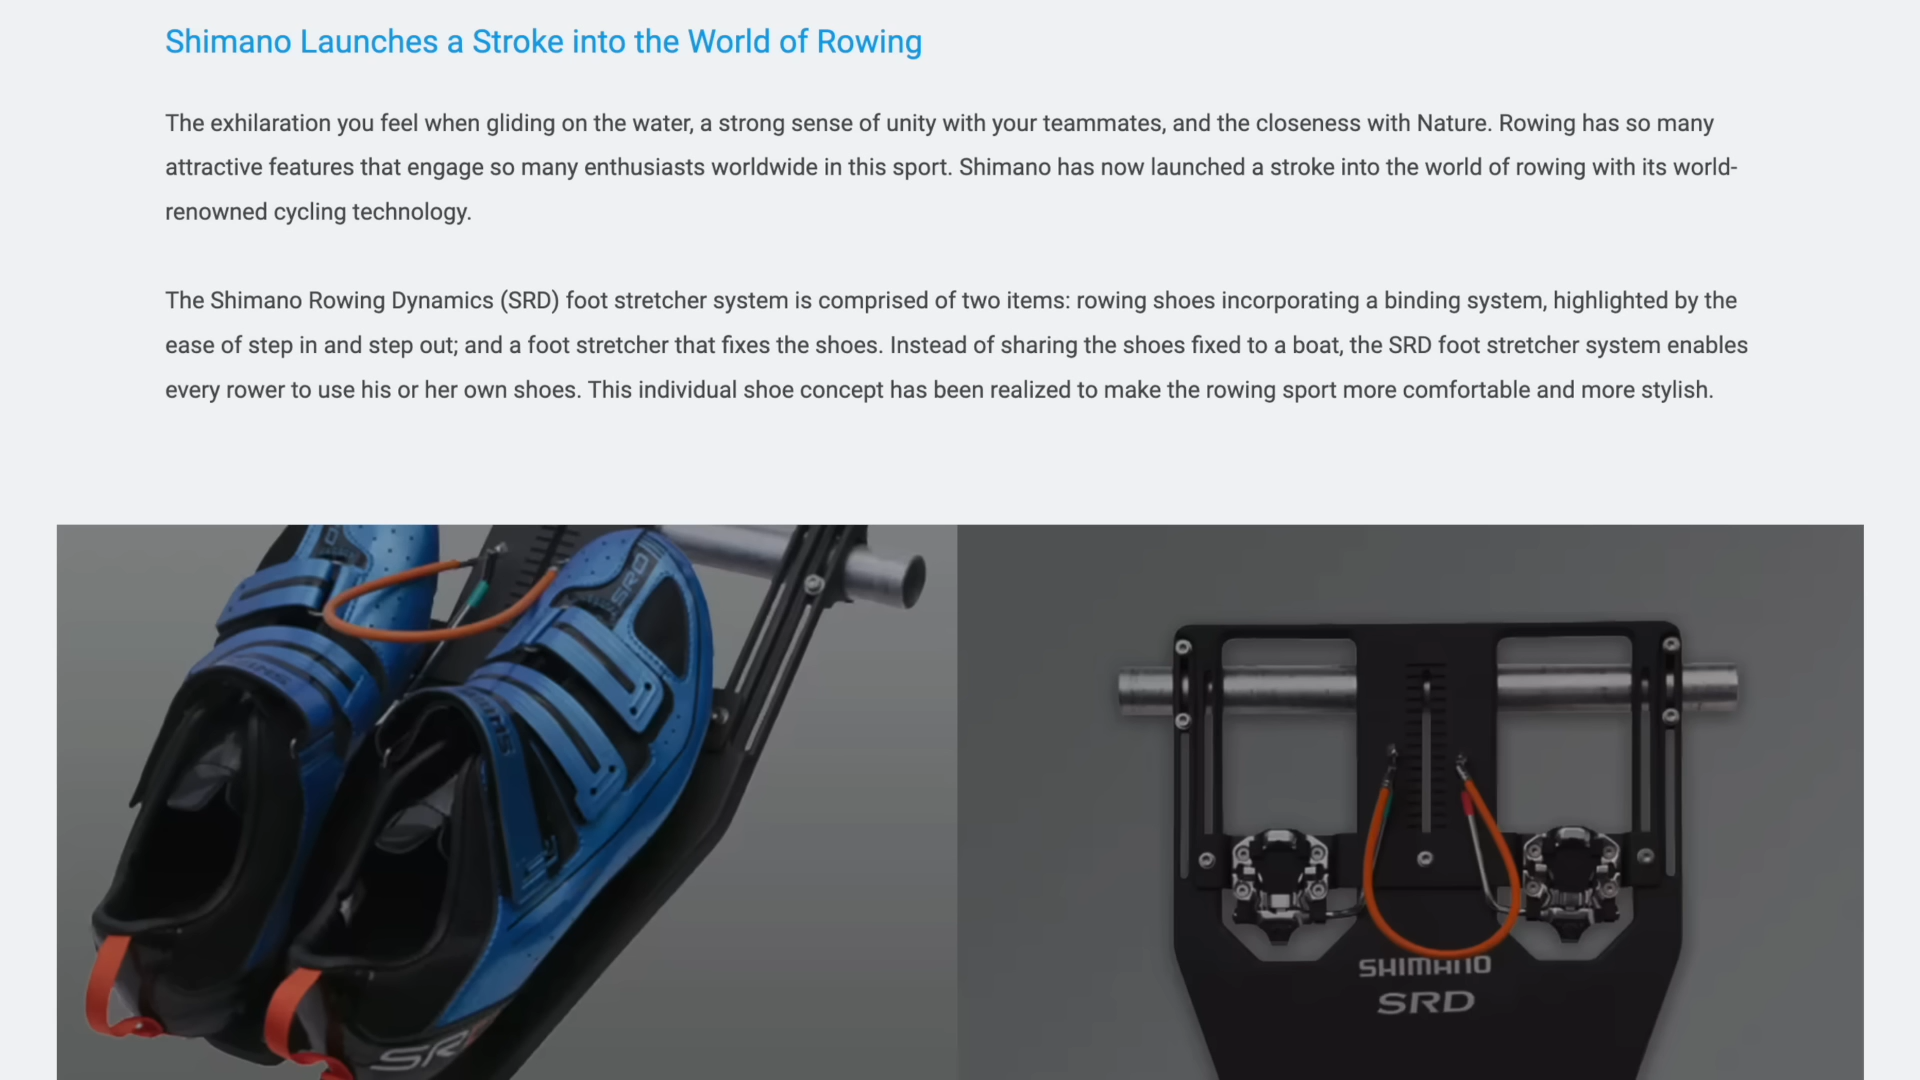 Shimano Launches a Stroke into the World of Rowing
The exhilaration you feel when gliding on the water, a strong sense of unity with your teammates, and the closeness with Nature. Rowing has so many
attractive features that engage so many enthusiasts worldwide in this sport. Shimano has now launched a stroke into the world of rowing with its world-
renowned cycling technology.
The Shimano Rowing Dynamics (SRD) foot stretcher system is comprised of two items: rowing shoes incorporating a binding system, highlighted by the
ease of step in and step out; and a foot stretcher that fixes the shoes. Instead of sharing the shoes fixed to a boat, the SRD foot stretcher system enables
every rower to use his or her own shoes. This individual shoe concept has been realized to make the rowing sport more comfortable and more stylish.
SRD
SHIMANO
SRD